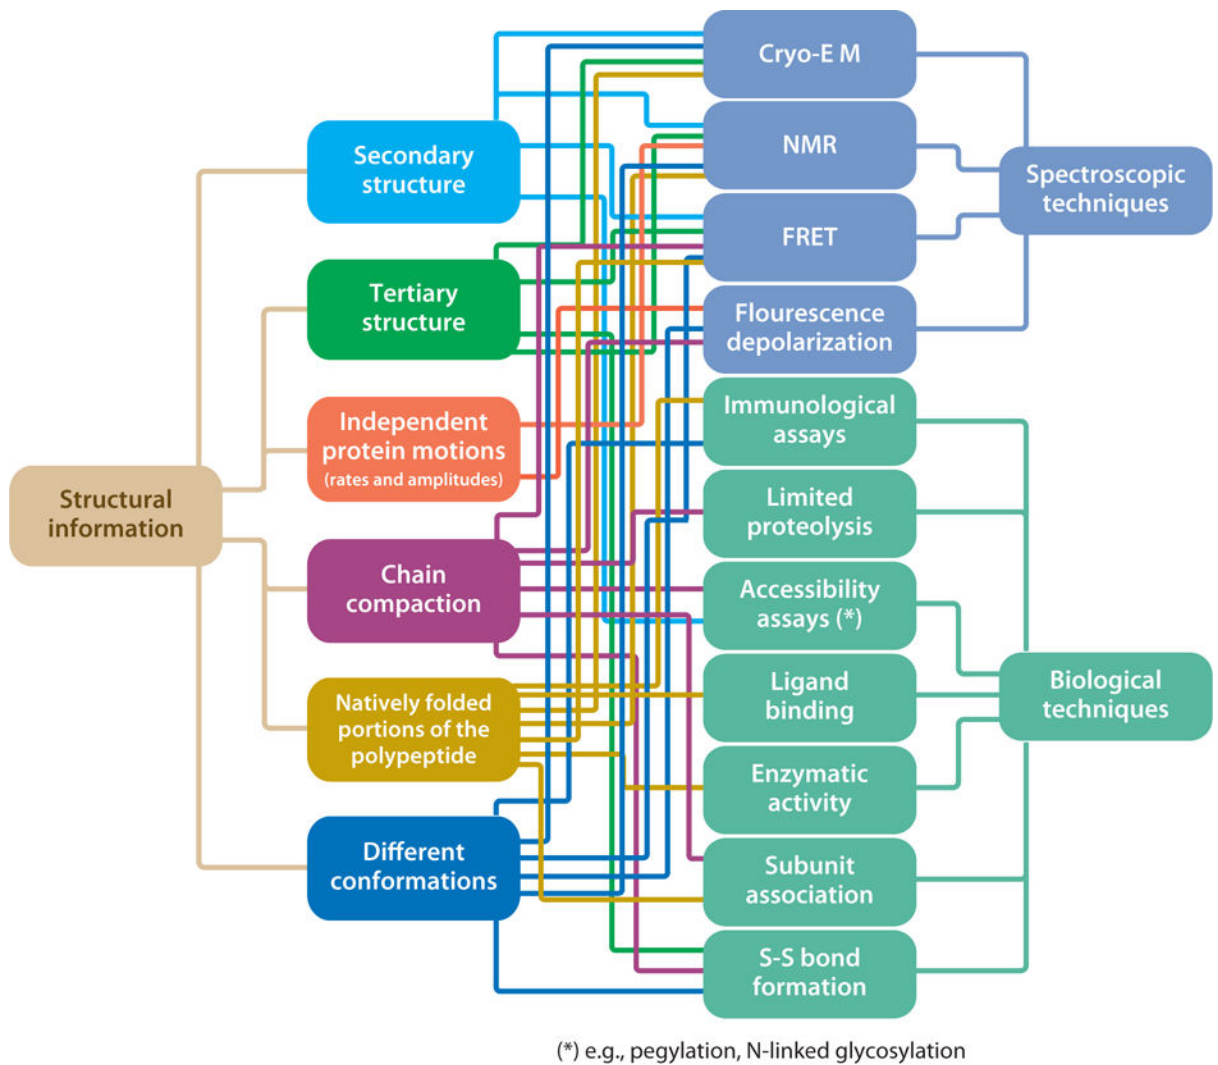 Structural
information
Secondary
structure
Tertiary
structure
Independent
protein motions
(rates and amplitudes)
Chain
compaction
Natively folded
portions of the
polypeptide
Different
conformations
Cryo-E M
NMR
FRET
Flourescence
depolarization
Immunological
assays
Limited
proteolysis
Accessibility
assays (*)
Ligand
binding
Enzymatic
activity
Subunit
association
S-S bond
formation
Spectroscopic
techniques
Biological
techniques
(*) e.g., pegylation, N-linked glycosylation